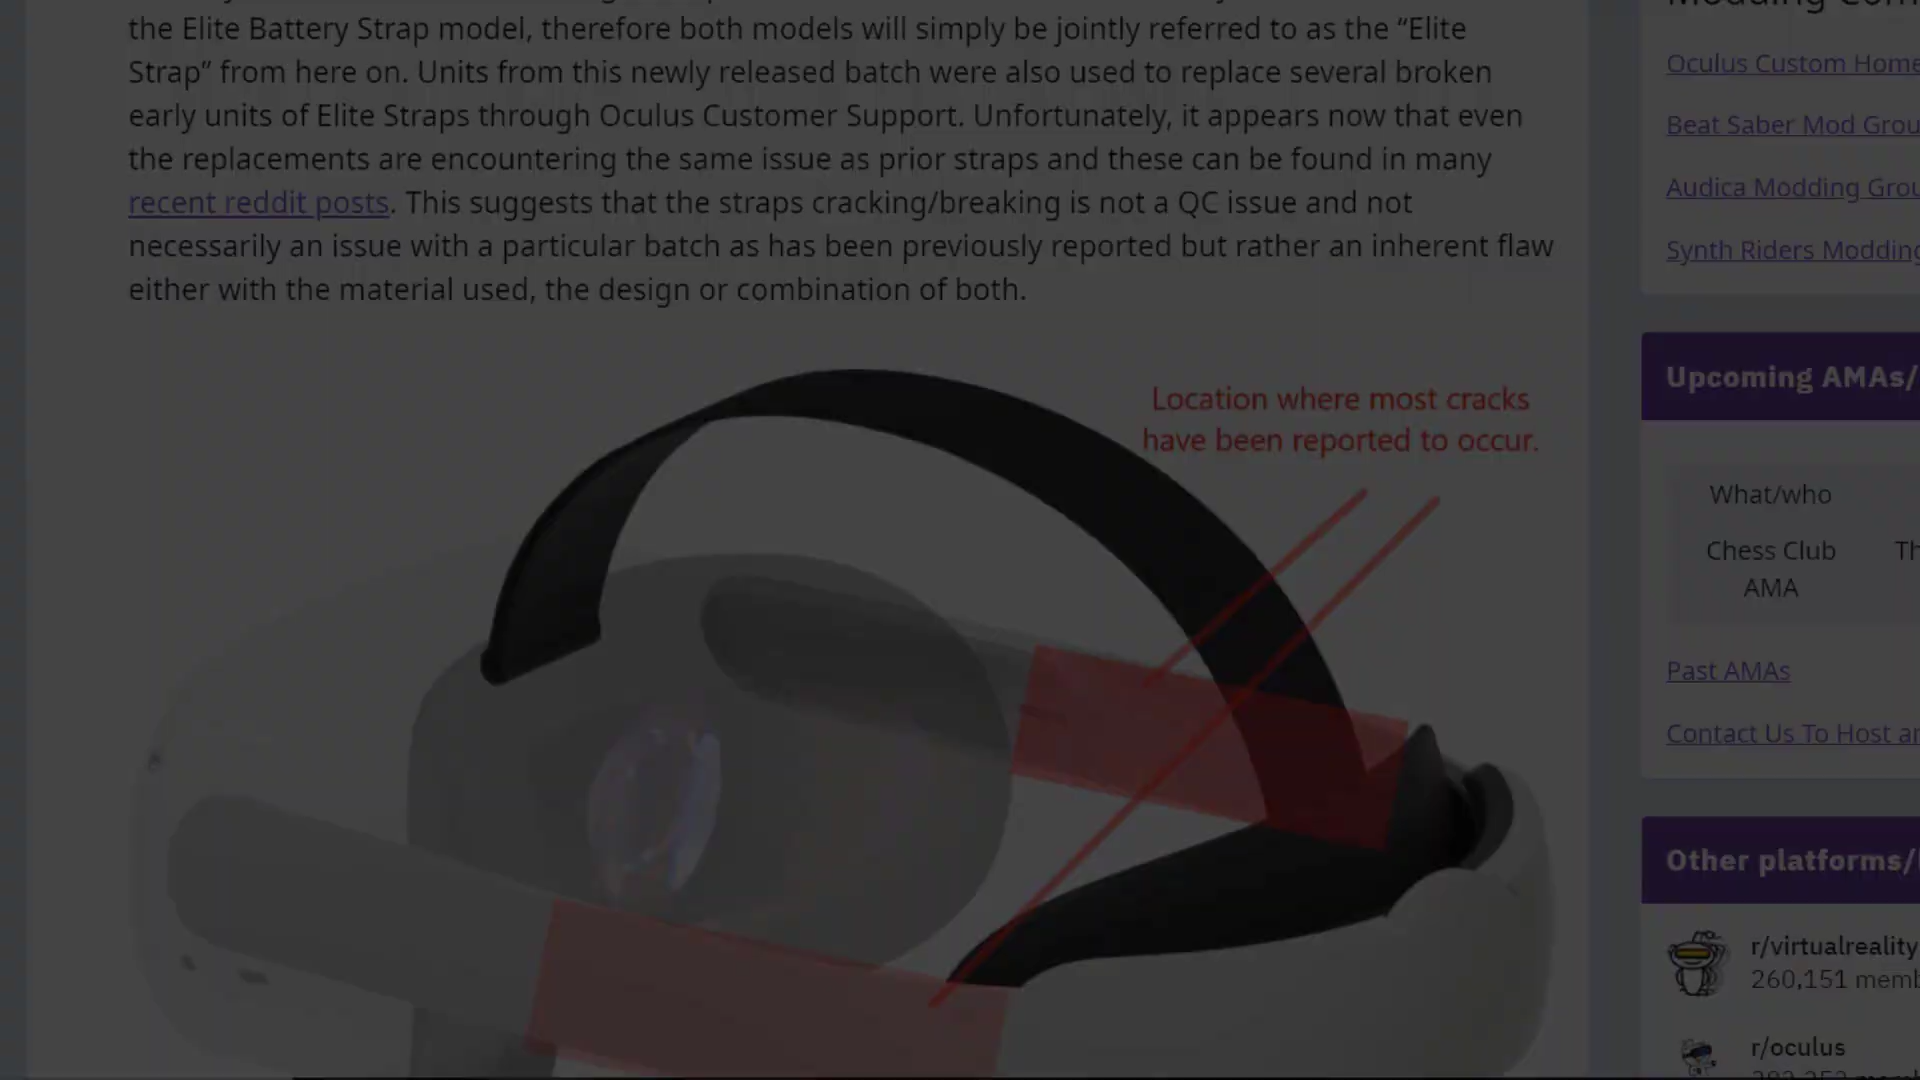 the Elite Battery Strap model, therefore both models will simply be jointly referred to as the “Elite
Strap” from here on. Units from this newly released batch were also used to replace several broken
early units of Elite Straps through Oculus Customer Support. Unfortunately, it appears now that even
the replacements are encountering the same issue as prior straps and these can be found in many
recent reddit posts. This suggests that the straps cracking/breaking is not a QC issue and not
necessarily an issue with a particular batch as has been previously reported but rather an inherent flaw
either with the material used, the design or combination of both.
Location where most cracks
have been reported to occur.
Modding Com
Oculus Custom Home
Beat Saber Mod Grou
Audica Modding Grou
Synth Riders Modding
Upcoming AMAs/
What/who
Chess Club Th
AMA
Past AMAs
Contact Us To Host a
Other platforms/
r/virtualreality
260,151 memb
r/oculus